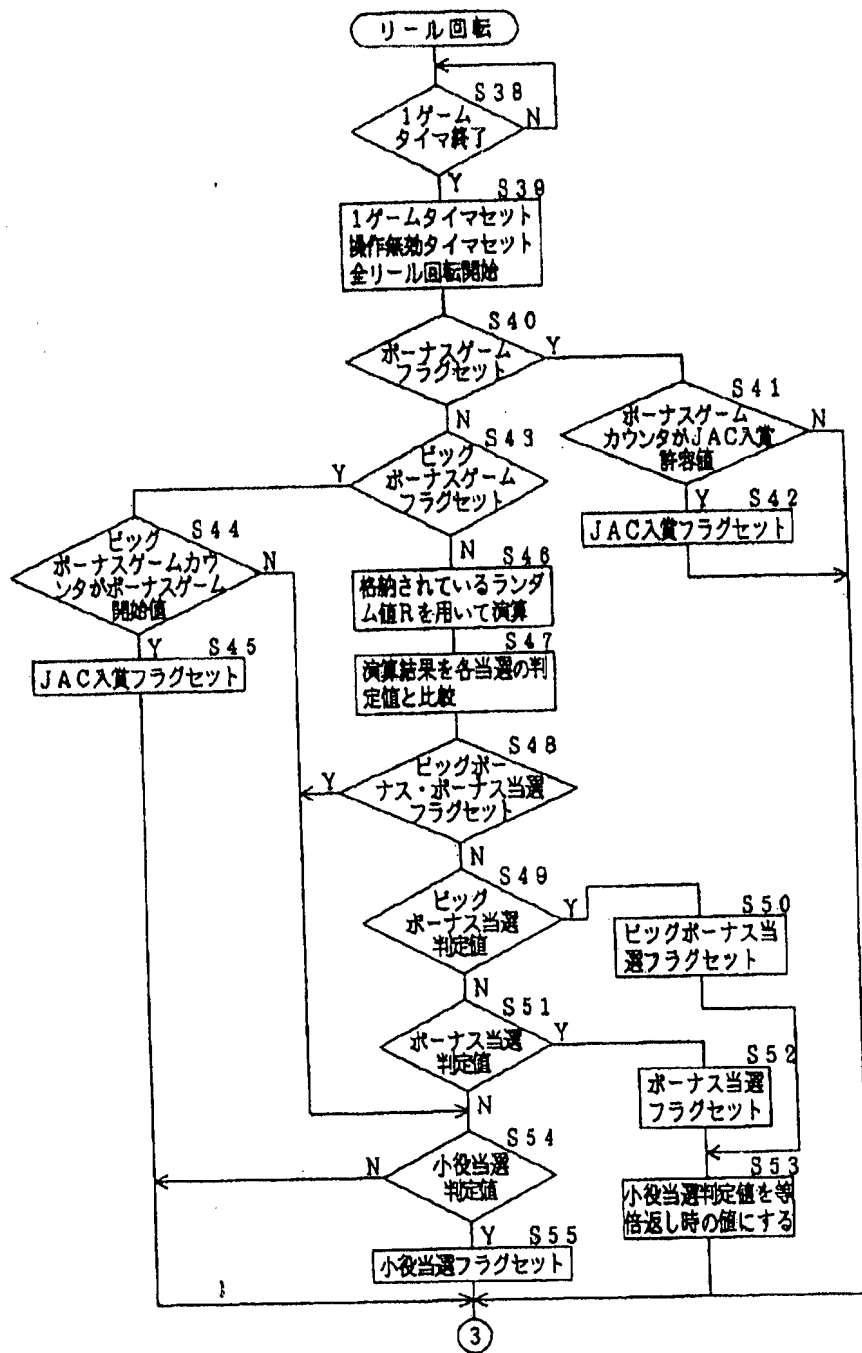 リール回転
S38
1ゲーム
タイマ終了
N
Y
S39
1ゲームタイマセット
操作無効タイマセット
全リール回転開始
S40
ボーナスゲーム
フラグセット
Y
N
S41
ボーナスゲーム
カウンタがJAC入賞
許容値
N
Y
S42
JAC入賞フラグセット
S43
ビッグ
ボーナスゲーム
フラグセット
Y
N
S44
ビッグ
ボーナスゲームカウ
ンタがボーナスゲーム
開始値
N
Y
S45
JAC入賞フラグセット
S46
格納されているランダ
ム値Rを用いて演算
S47
演算結果を各当選の判
定値と比較
S48
ビッグボー
ナス・ボーナス当選
フラグセット
Y
N
S49
ビッグ
ボーナス当選
判定値
Y
N
S50
ビッグボーナス当
選フラグセット
S51
ボーナス当選
判定値
Y
N
S52
ボーナス当選
フラグセット
S53
小役当選判定値を等
倍返し時の値にする
S54
小役当選
判定値
N
Y
S55
小役当選フラグセット
3